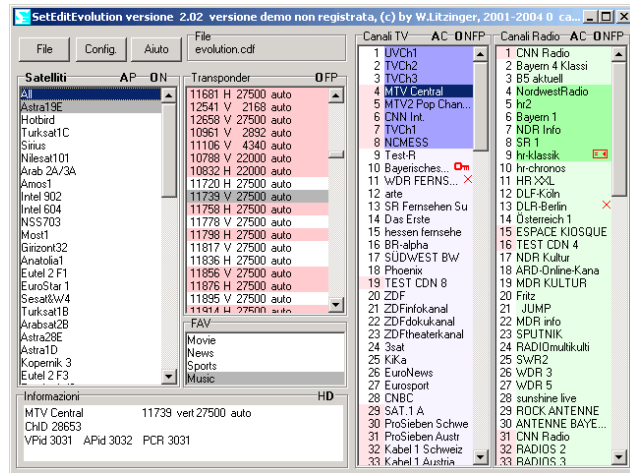 SetEditEvolution versione 2.02 versione demo non registrata, (c) by W.Litzinger, 2001-2004 0 ca...
File Config. Aiuto
File
evolution.cdf
Satelliti AP ON
All
Astra19E
Hotbird
Turksat1C
Sirius
Nilesat101
Arab 2A/3A
Amos1
Intel 902
Intel 604
NSS703
Most1
Girizont32
Anatolia1
Eutel 2 F1
EuroStar 1
Sesat&W4
Turksat1B
Arabsat2B
Astra28E
Astra1D
Kopernik 3
Eutel 2 F3
Transponder OFP
11681 H 27500 auto
12541 V 2168 auto
12658 V 27500 auto
10961 V 2892 auto
11106 V 4340 auto
10788 V 22000 auto
10832 H 22000 auto
11720 H 27500 auto
11739 V 27500 auto
11758 H 27500 auto
11778 V 27500 auto
11798 H 27500 auto
11817 V 27500 auto
11836 H 27500 auto
11856 V 27500 auto
11876 H 27500 auto
11895 V 27500 auto
11914 H 27500 auto
FAV
Movie
News
Sports
Music
Informazioni HD
MTV Central 11739 vert 27500 auto
ChID 28653
VPid 3031 APid 3032 PCR 3031
Canali TV AC ONFP
1 UVCh1
2 TVCh2
3 TVCh3
4 MTV Central
5 MTV2 Pop Chan...
6 CNN Int.
7 TVCh1
8 NCMESS
9 Test-R
10 Bayerisches...
11 WDR FERNS...
12 arte
13 SR Fernsehen Su
14 Das Erste
15 hessen fernsehe
16 BR-alpha
17 SÜDWEST BW
18 Phoenix
19 TEST CDN 8
20 ZDF
21 ZDFinfokanal
22 ZDFdokukanal
23 ZDFtheaterkanal
24 3sat
25 KiKa
26 EuroNews
27 Eurosport
28 CNBC
29 SAT.1 A
30 ProSieben Schwe
31 ProSieben Austr
32 Kabel 1 Schweiz
33 Kabel 1 Austria
Canali Radio AC ONFP
1 CNN Radio
2 Bayern 4 Klassi
3 B5 aktuell
4 NordwestRadio
5 hr2
6 Bayern 1
7 NDR Info
8 SR 1
9 hr-klassik
10 hr-chronos
11 HR XXL
12 DLF-Köln
13 DLR-Berlin
14 Österreich 1
15 ESPACE KIOSQUE
16 TEST CDN 4
17 NDR Kultur
18 ARD-Online-Kana
19 MDR KULTUR
20 Fritz
21 JUMP
22 MDR info
23 SPUTNIK
24 RADIOmultikulti
25 SWR2
26 WDR 3
27 WDR 5
28 sunshine live
29 ROCK ANTENNE
30 ANTENNE BAYE...
31 CNN Radio
32 RADIOS 2
33 RADIOS 3